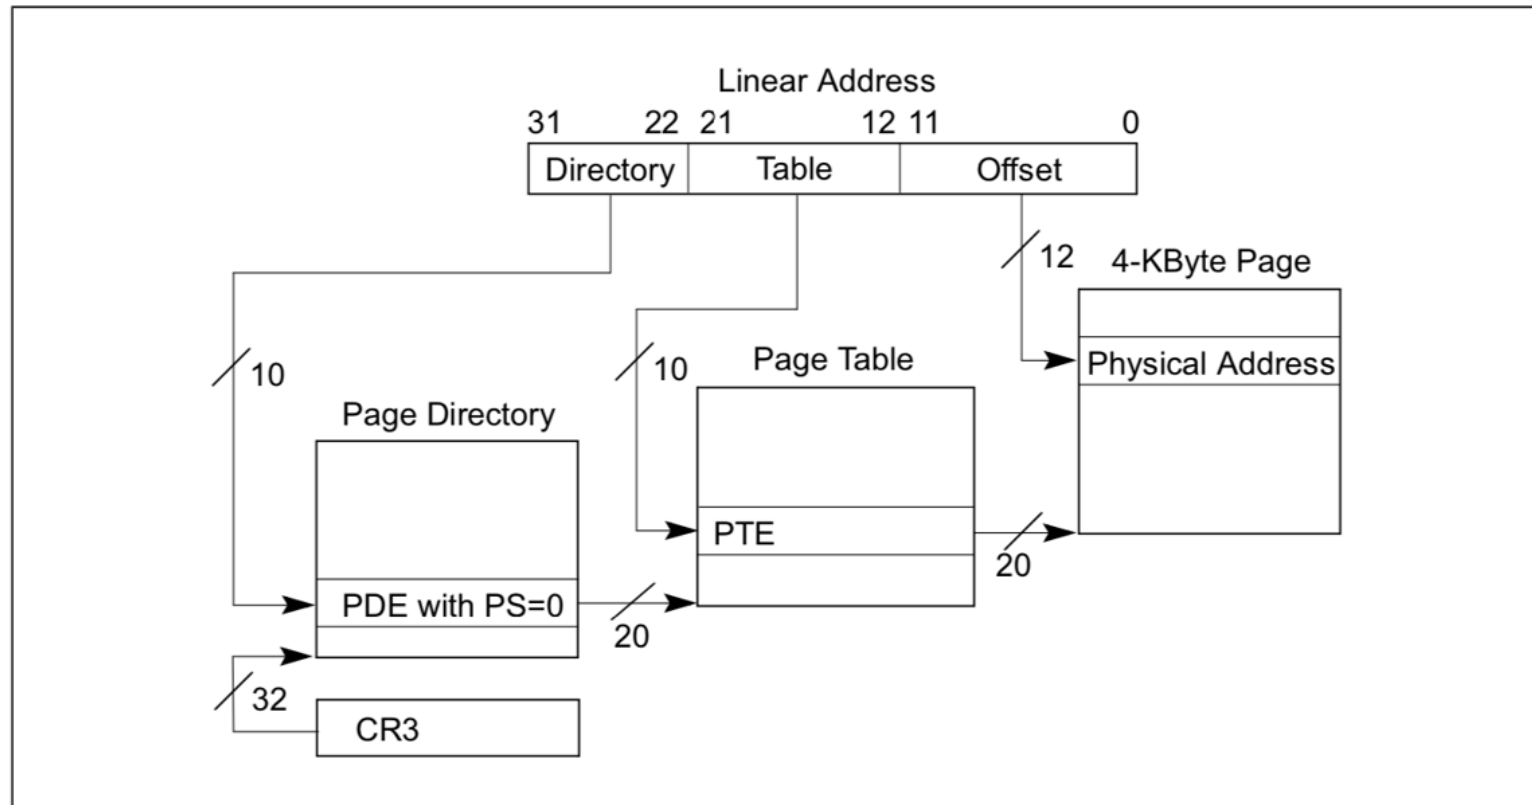 Linear Address
31 22 21 12 11 0
Directory Table Offset
12
4-KByte Page
Physical Address
10
10
Page Table
Page Directory
PTE
20
PDE with PS=0
20
32
CR3